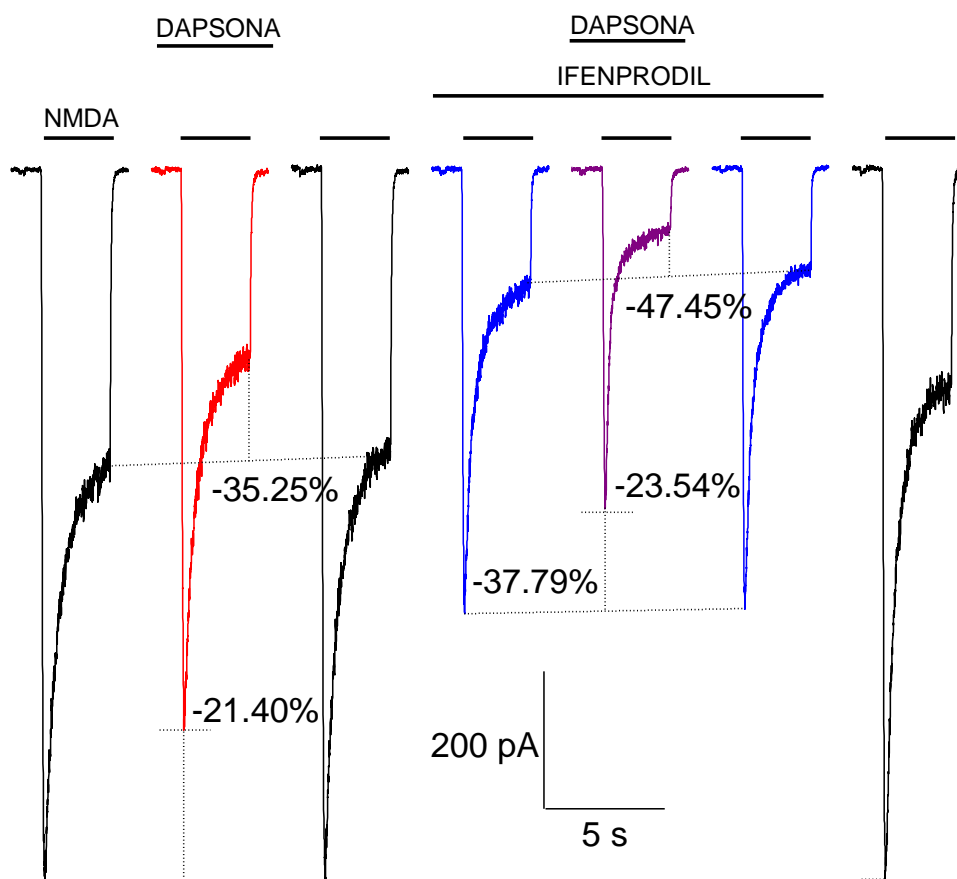 DAPSONA
DAPSONA
IFENPRODIL
NMDA
-47.45%
-35.25%
-23.54%
-37.79%
-21.40%
200 pA
5 s